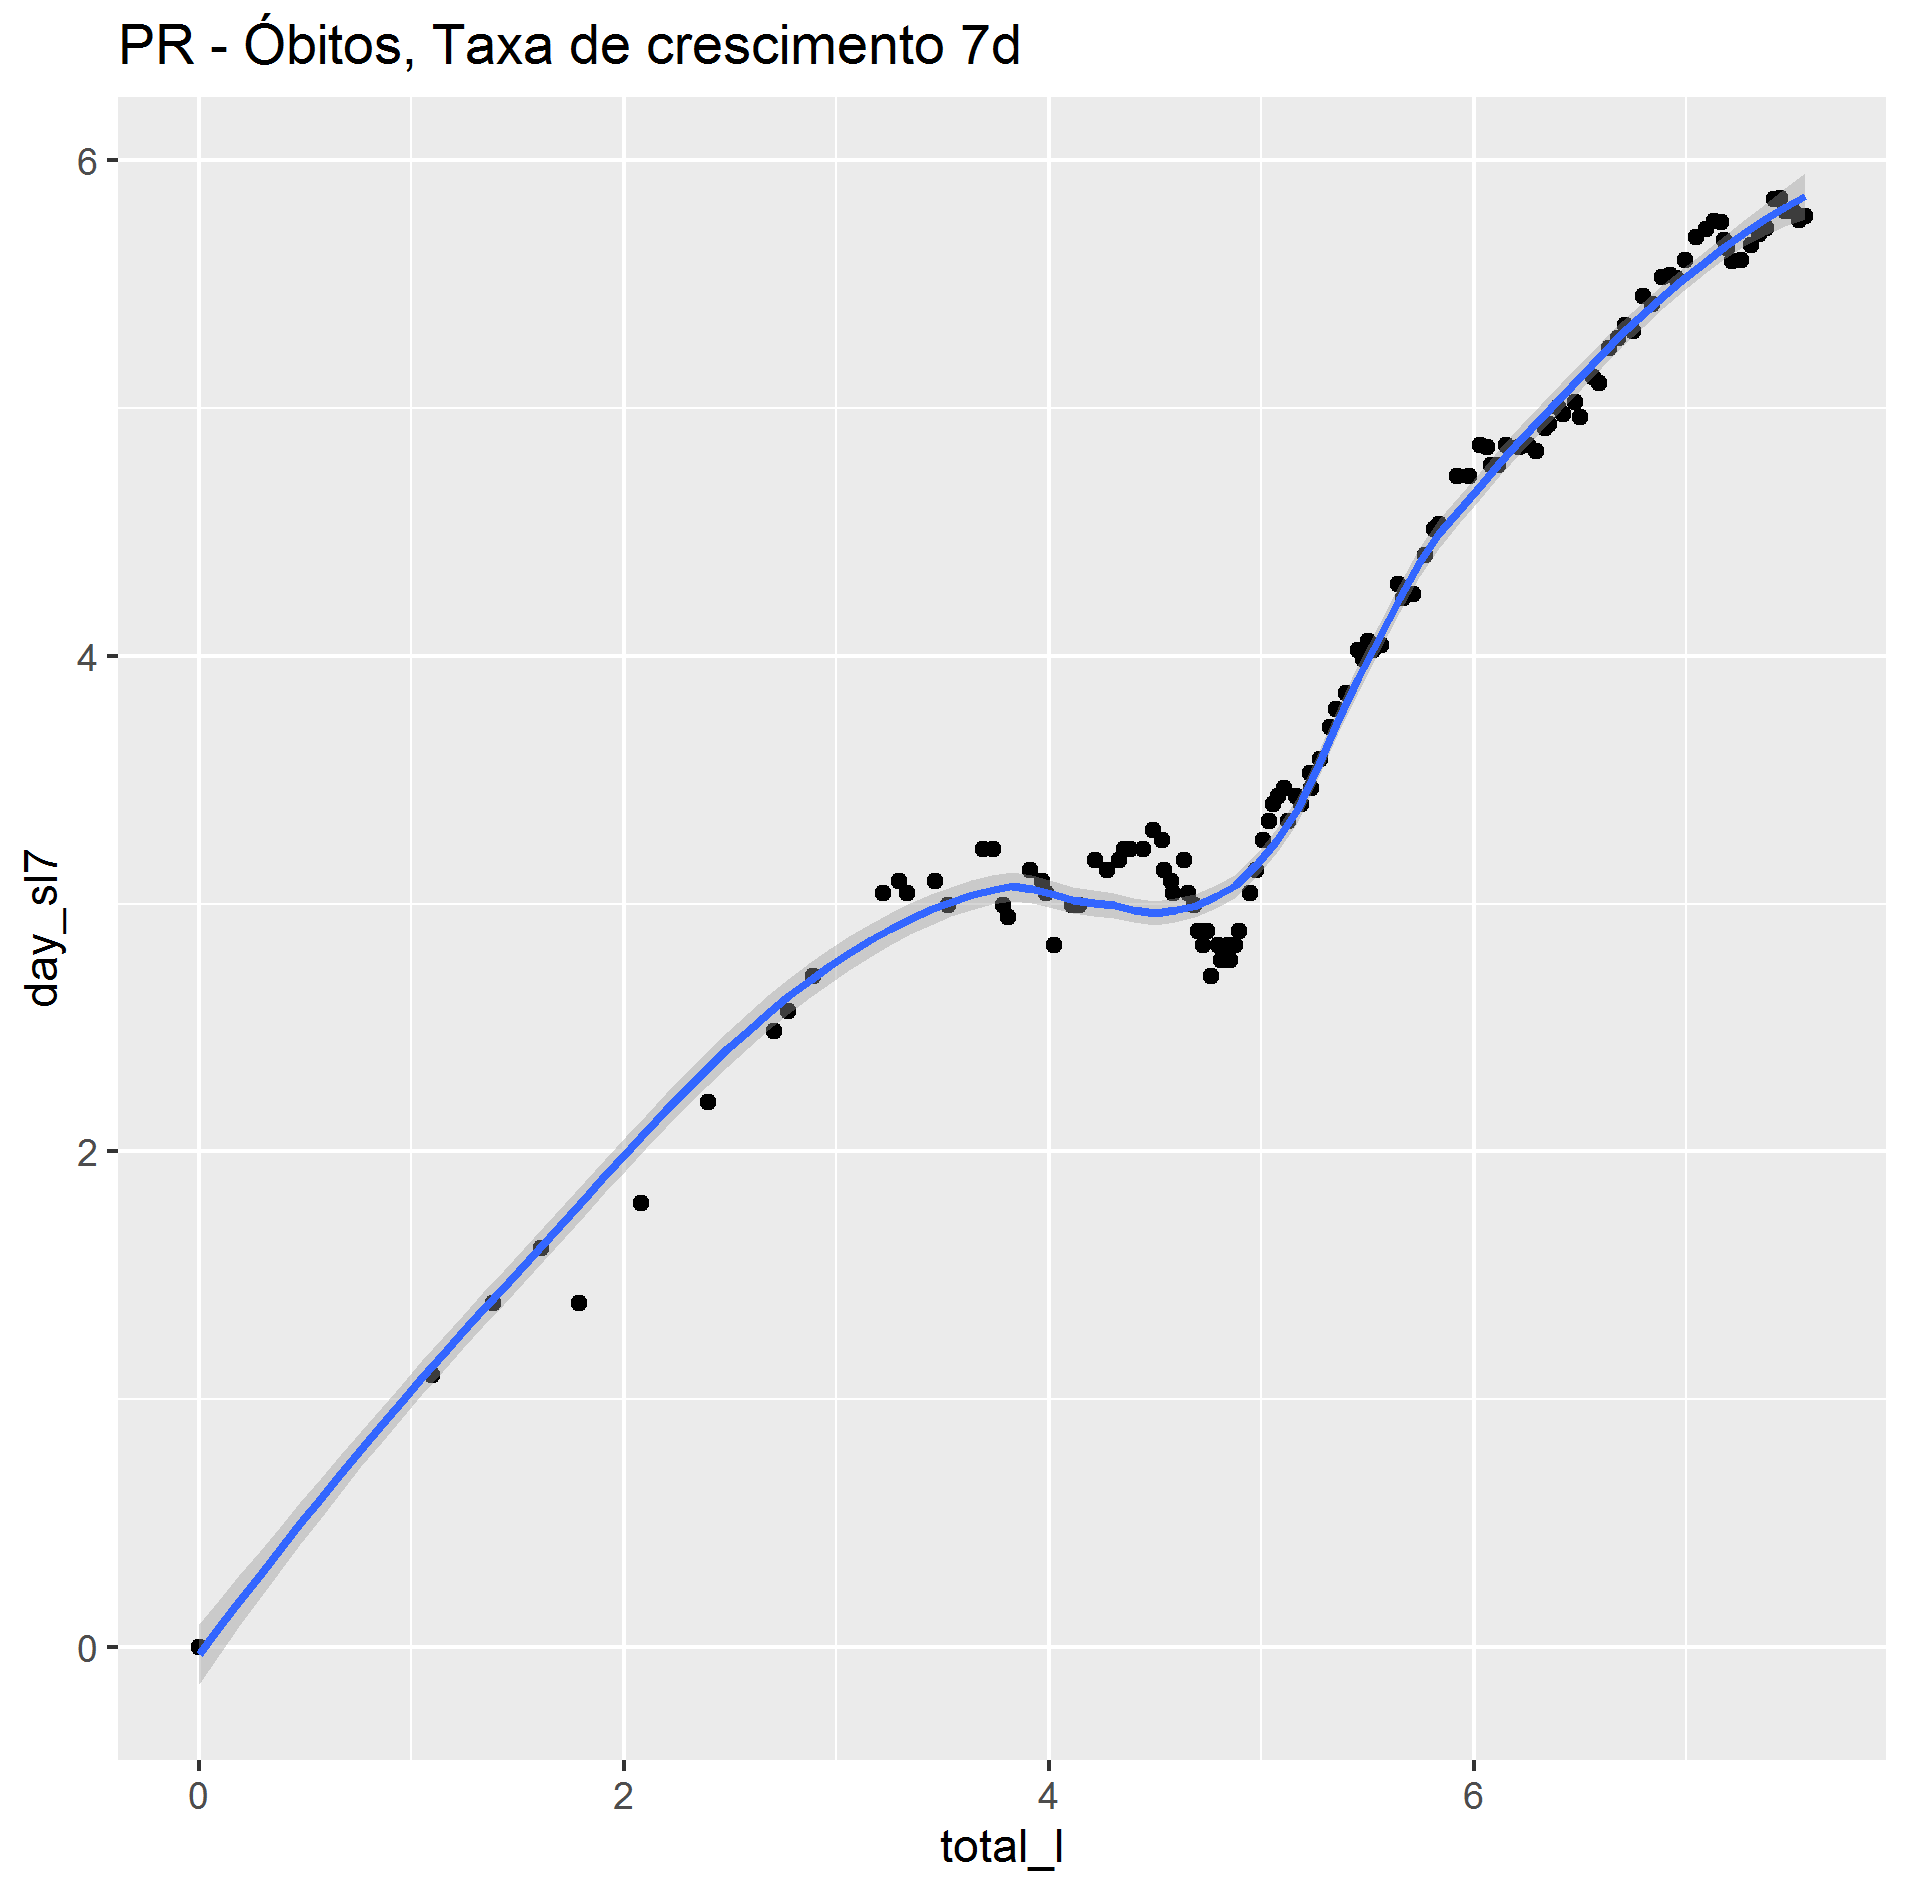 PR - Óbitos, Taxa de crescimento 7d
6
4
2
0
day_sl7
0 2 4 6
total_l